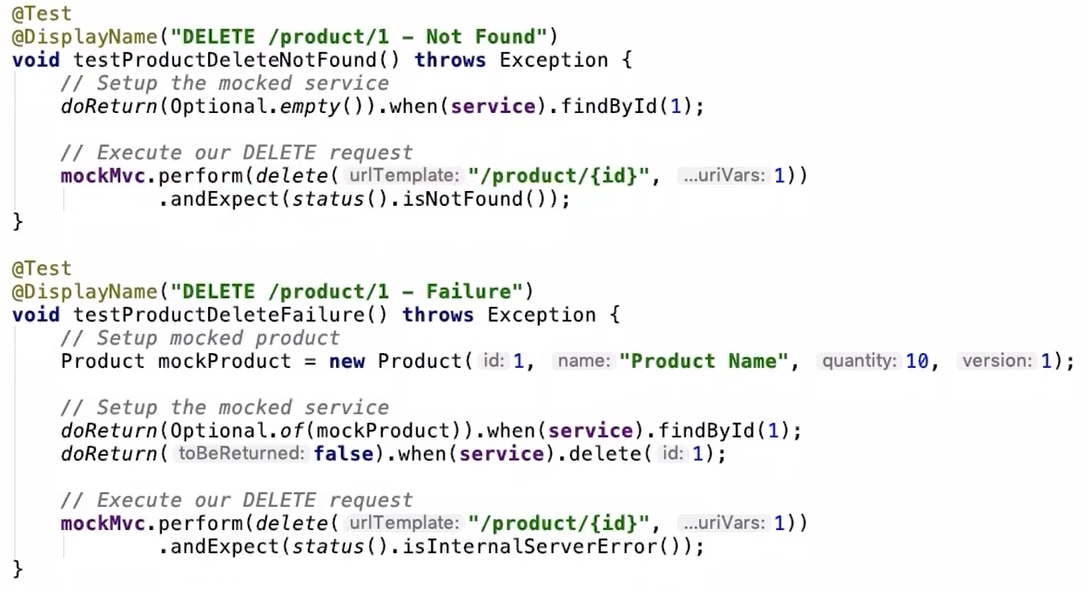 @Test
@DisplayName("DELETE /product/1 – Not Found")
void testProductDeleteNotFound() throws Exception {
// Setup the mocked service
doReturn(Optional.empty()).when(service).findById(1);
// Execute our DELETE request
mockMvc.perform(delete( urlTemplate: "/product/{id}", ...uriVars: 1))
.andExpect(status().isNotFound());
}
@Test
@DisplayName("DELETE /product/1 – Failure")
void testProductDeleteFailure() throws Exception {
// Setup mocked product
Product mockProduct = new Product( id: 1, name: "Product Name", quantity: 10, version: 1);
// Setup the mocked service
doReturn(Optional.of(mockProduct)).when(service).findById(1);
doReturn( toBeReturned: false).when(service).delete( id: 1);
// Execute our DELETE request
mockMvc.perform(delete( urlTemplate: "/product/{id}", ...uriVars: 1))
.andExpect(status().isInternalServerError());
}